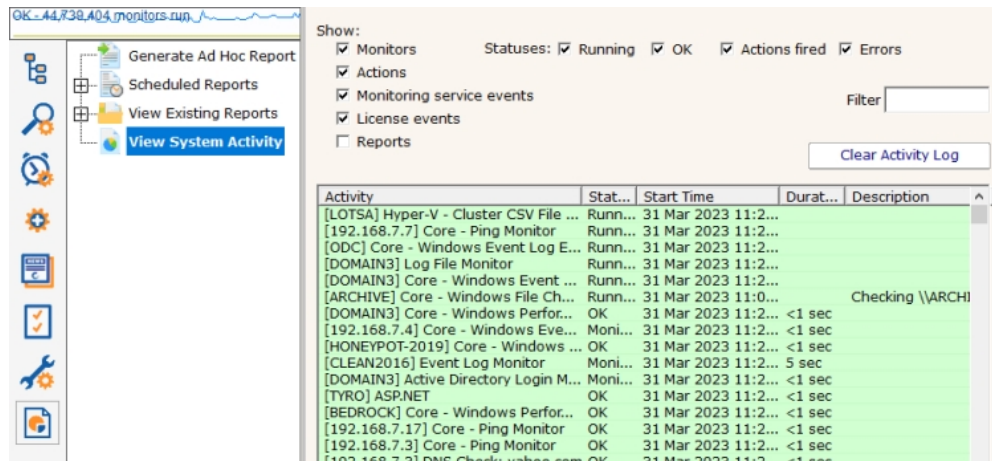 OK - 44,739,404 monitors run
Generate Ad Hoc Report
Scheduled Reports
View Existing Reports
View System Activity
Show:
Monitors Statuses: Running OK Actions fired Errors
Actions
Monitoring service events
License events
Reports
Filter
Clear Activity Log
Activity Stat... Start Time Durat... Description
[LOTSA] Hyper-V - Cluster CSV File ... Runn... 31 Mar 2023 11:2...
[192.168.7.7] Core - Ping Monitor Runn... 31 Mar 2023 11:2...
[ODC] Core - Windows Event Log E... Runn... 31 Mar 2023 11:2...
[DOMAIN3] Log File Monitor Runn... 31 Mar 2023 11:2...
[DOMAIN3] Core - Windows Event ... Runn... 31 Mar 2023 11:2...
[ARCHIVE] Core - Windows File Ch... Runn... 31 Mar 2023 11:0... Checking \\ARCHI
[DOMAIN3] Core - Windows Perfor... OK 31 Mar 2023 11:2... <1 sec
[192.168.7.4] Core - Windows Eve... Moni... 31 Mar 2023 11:2... <1 sec
[HONEYPOT-2019] Core - Windows ... OK 31 Mar 2023 11:2... <1 sec
[CLEAN2016] Event Log Monitor Moni... 31 Mar 2023 11:2... 5 sec
[DOMAIN3] Active Directory Login M... Moni... 31 Mar 2023 11:2... <1 sec
[TYRO] ASP.NET OK 31 Mar 2023 11:2... <1 sec
[BEDROCK] Core - Windows Perfor... OK 31 Mar 2023 11:2... <1 sec
[192.168.7.17] Core - Ping Monitor OK 31 Mar 2023 11:2... <1 sec
[192.168.7.3] Core - Ping Monitor OK 31 Mar 2023 11:2... <1 sec